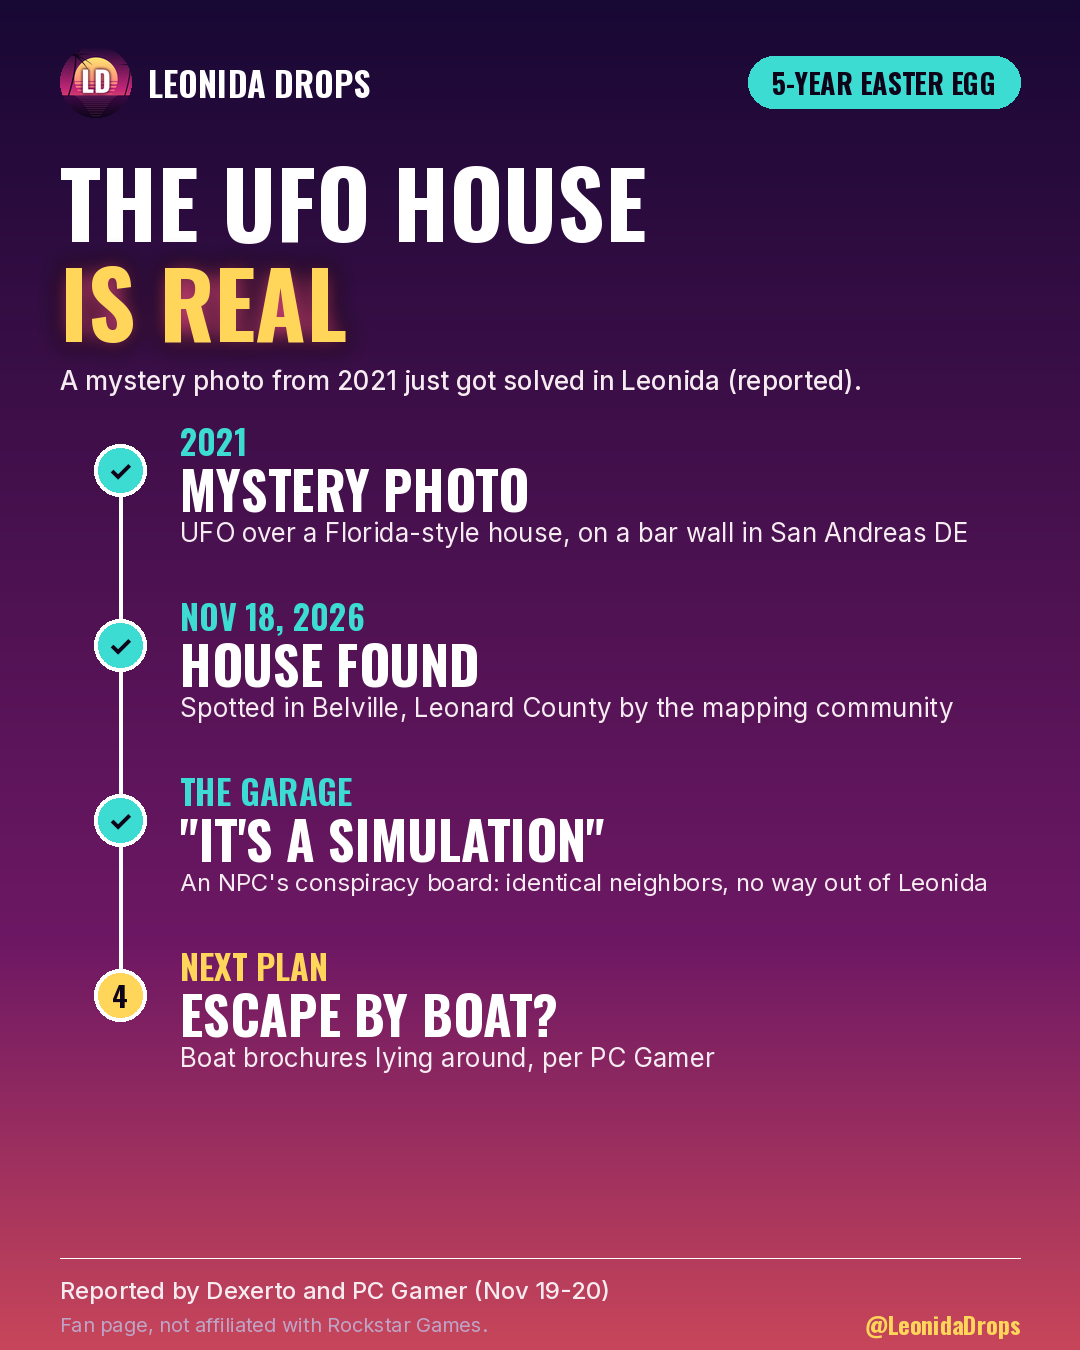 LD
LEONIDA DROPS
5-YEAR EASTER EGG
THE UFO HOUSE
IS REAL
A mystery photo from 2021 just got solved in Leonida (reported).
2021
MYSTERY PHOTO
UFO over a Florida-style house, on a bar wall in San Andreas DE
NOV 18, 2026
HOUSE FOUND
Spotted in Belville, Leonard County by the mapping community
THE GARAGE
"IT'S A SIMULATION"
An NPC's conspiracy board: identical neighbors, no way out of Leonida
4
NEXT PLAN
ESCAPE BY BOAT?
Boat brochures lying around, per PC Gamer
Reported by Dexerto and PC Gamer (Nov 19-20)
Fan page, not affiliated with Rockstar Games.
@LeonidaDrops